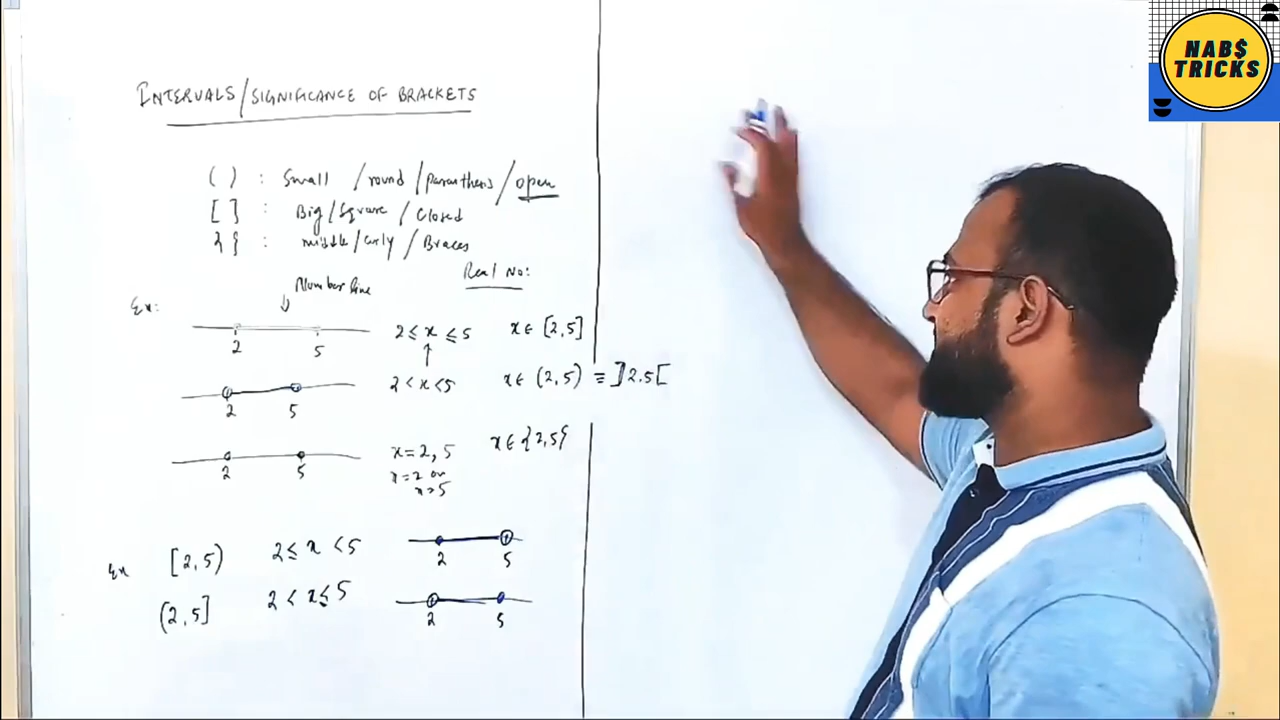 INTERVALS/SIGNIFICANCE OF BRACKETS
( ) : Small /round /paranthens/open
[ ] : Big/Square/Closed
{ } : middle/curly/Braces
Real No:
Number line
Ex:
2 5 2 ≤ x ≤ 5 x ∈ [2,5]
2 5 2 < x < 5 x ∈ (2,5) ≡ ]2.5[
2 5 x = 2, 5 x ∈ {2,5}
x = 2 or
x = 5
Ex [2,5) 2 ≤ x < 5 2 5
(2,5] 2 < x ≤ 5 2 5
NAB$
TRICKS